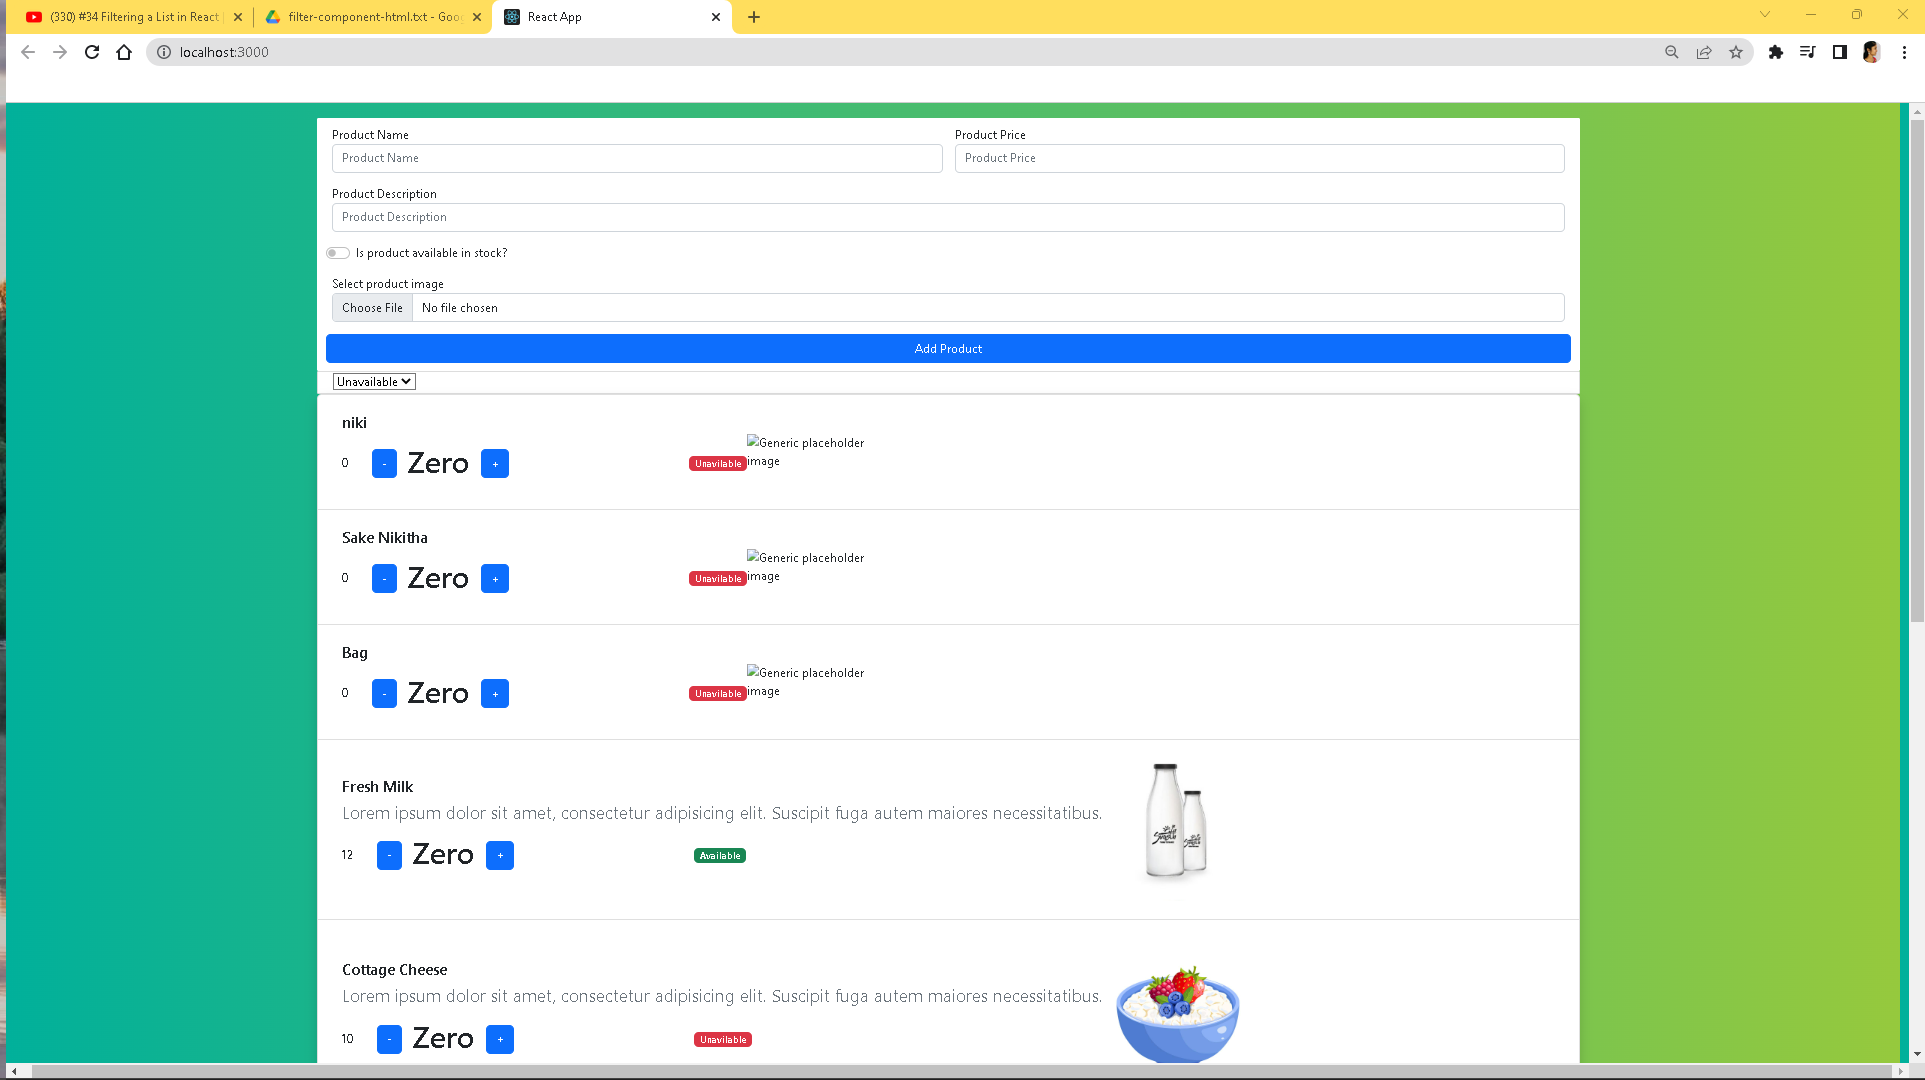 (330) #34 Filtering a List in React
filter-component-html.txt - Goo
React App
localhost:3000
Product Name
Product Price
Product Name
Product Price
Product Description
Product Description
Is product available in stock?
Select product image
Choose File
No file chosen
Add Product
Unavailable
niki
0 - Zero +
Unavilable
Generic placeholder
image
Sake Nikitha
0 - Zero +
Unavilable
Generic placeholder
image
Bag
0 - Zero +
Unavilable
Generic placeholder
image
Fresh Milk
Lorem ipsum dolor sit amet, consectetur adipisicing elit. Suscipit fuga autem maiores necessitatibus.
12 - Zero +
Available
Cottage Cheese
Lorem ipsum dolor sit amet, consectetur adipisicing elit. Suscipit fuga autem maiores necessitatibus.
10 - Zero +
Unavilable